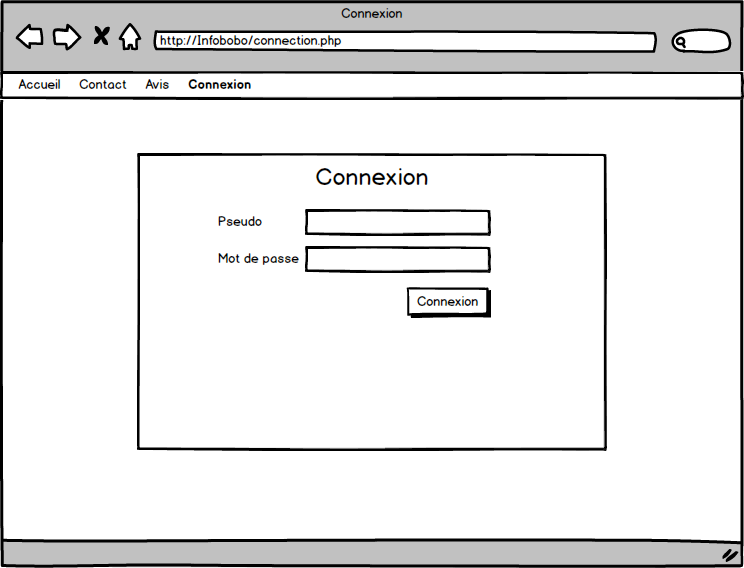 Connexion
http://Infobobo/connection.php
Accueil Contact Avis Connexion
Connexion
Pseudo
Mot de passe
Connexion